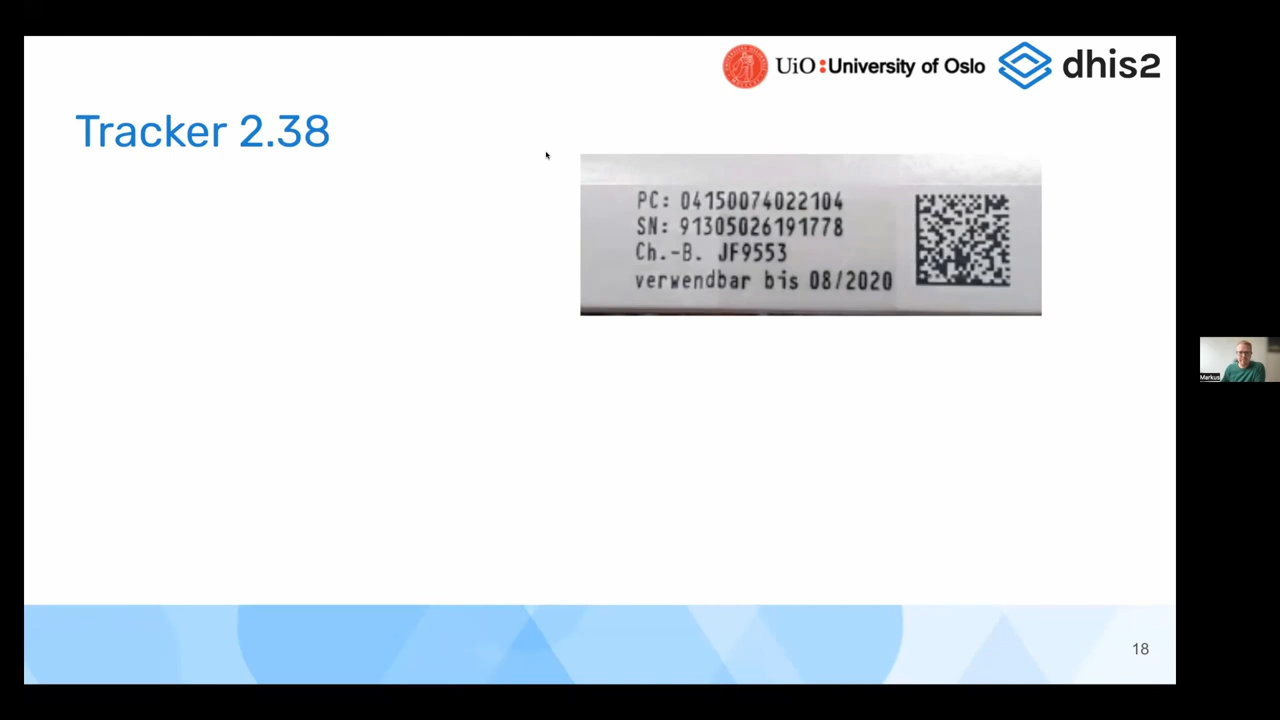 UiO:University of Oslo
dhis2
Tracker 2.38
PC: 04150074022104
SN: 91305026191778
Ch.-B. JF9553
verwendbar bis 08/2020
Markus
18